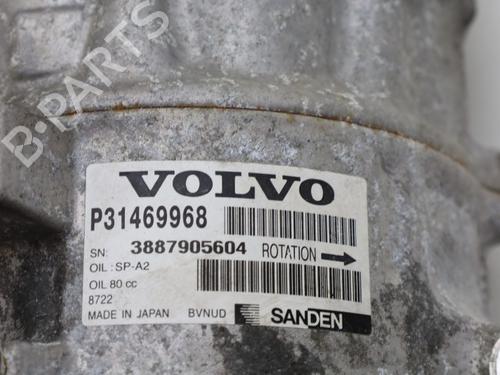 B-PARTS
VOLVO
P31469968
SN: 3887905604 ROTATION
OIL : SP-A2
OIL 80 cc
8722
MADE IN JAPAN BVNUD SANDEN